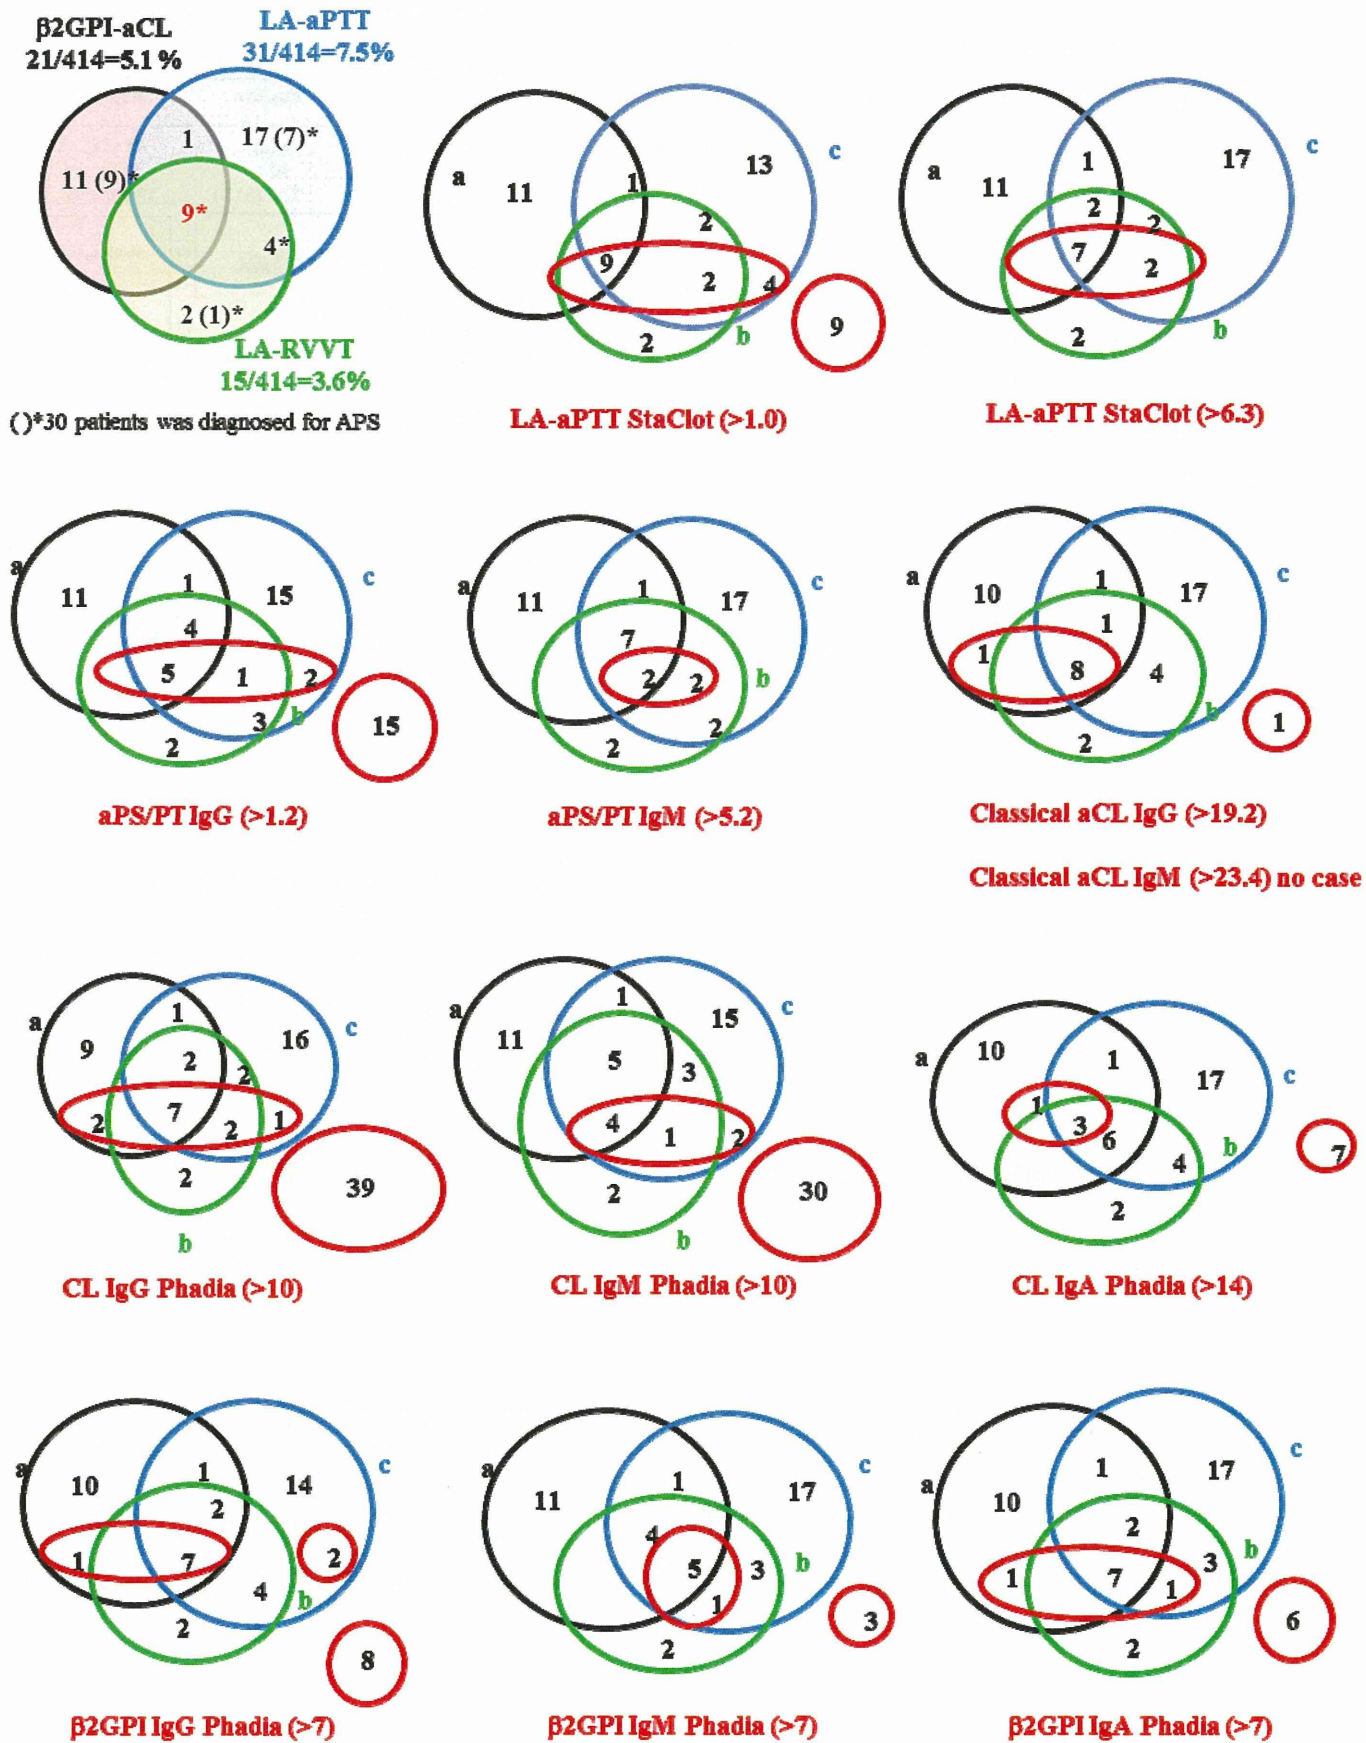 β2GPI-aCL
21/414=5.1 %
LA-aPTT
31/414=7.5%
1
17 (7)*
11 (9)*
9*
4*
2 (1)*
LA-RVVT
15/414=3.6%
()*30 patients was diagnosed for APS
a
11
1
13
c
2
9
2
4
2
b
9
LA-aPTT StaClot (>1.0)
a
11
1
17
c
2
2
7
2
2
b
LA-aPTT StaClot (>6.3)
a
11
1
15
c
4
5
1
2
3
b
2
15
aPS/PT IgG (>1.2)
a
11
1
17
c
7
2
2
b
2
2
aPS/PT IgM (>5.2)
a
10
1
17
c
1
1
8
4
b
2
1
Classical aCL IgG (>19.2)
Classical aCL IgM (>23.4) no case
a
9
1
16
c
2
2
2
7
2
1
2
b
39
CL IgG Phadia (>10)
a
11
1
15
c
5
3
4
1
2
2
b
30
CL IgM Phadia (>10)
a
10
1
17
c
1
3
6
4
b
2
7
CL IgA Phadia (>14)
a
10
1
14
c
2
1
7
2
4
b
2
8
β2GPI IgG Phadia (>7)
a
11
1
17
c
4
5
3
b
1
2
3
β2GPI IgM Phadia (>7)
a
10
1
17
c
2
1
7
1
3
b
2
6
β2GPI IgA Phadia (>7)